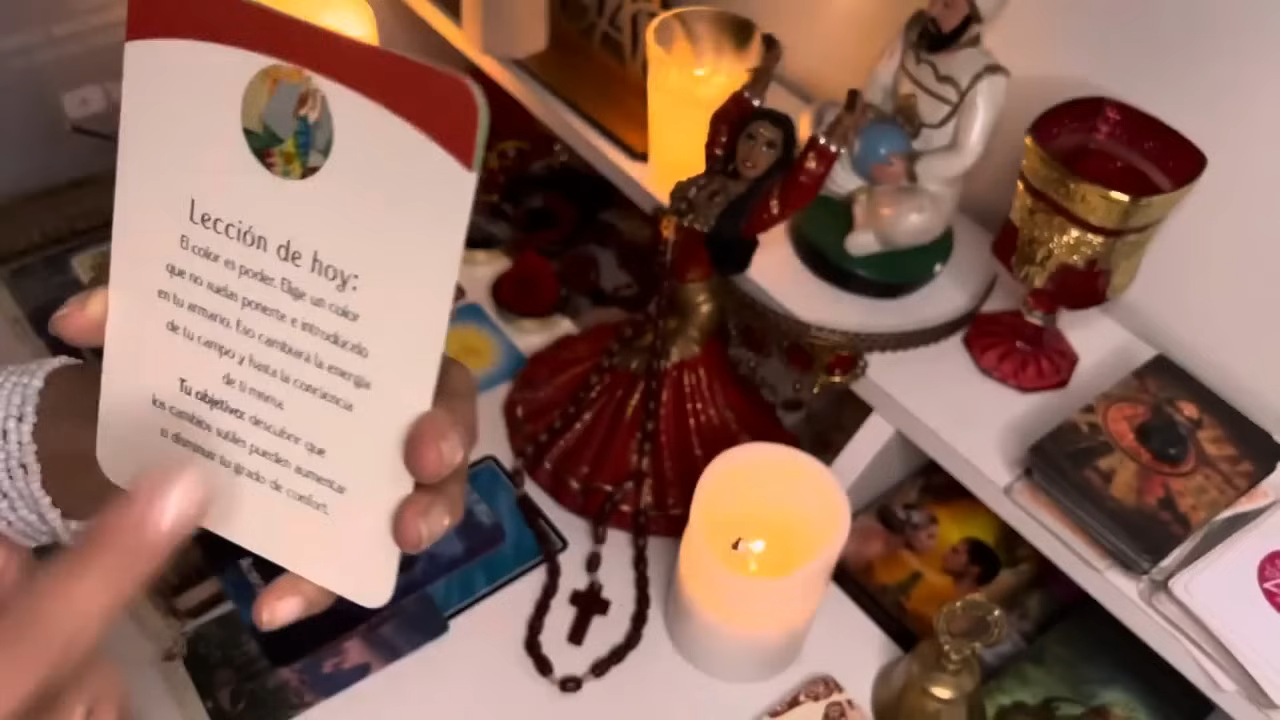 Lección de hoy:
El color es poder. Elige un color
que no sueles ponerte e introdúcelo
en tu armario. Eso cambiará la energía
de tu campo y hasta la conciencia
de ti misma.
Tu objetivo: descubrir que
los cambios sutiles pueden aumentar
o disminuir tu grado de confort.